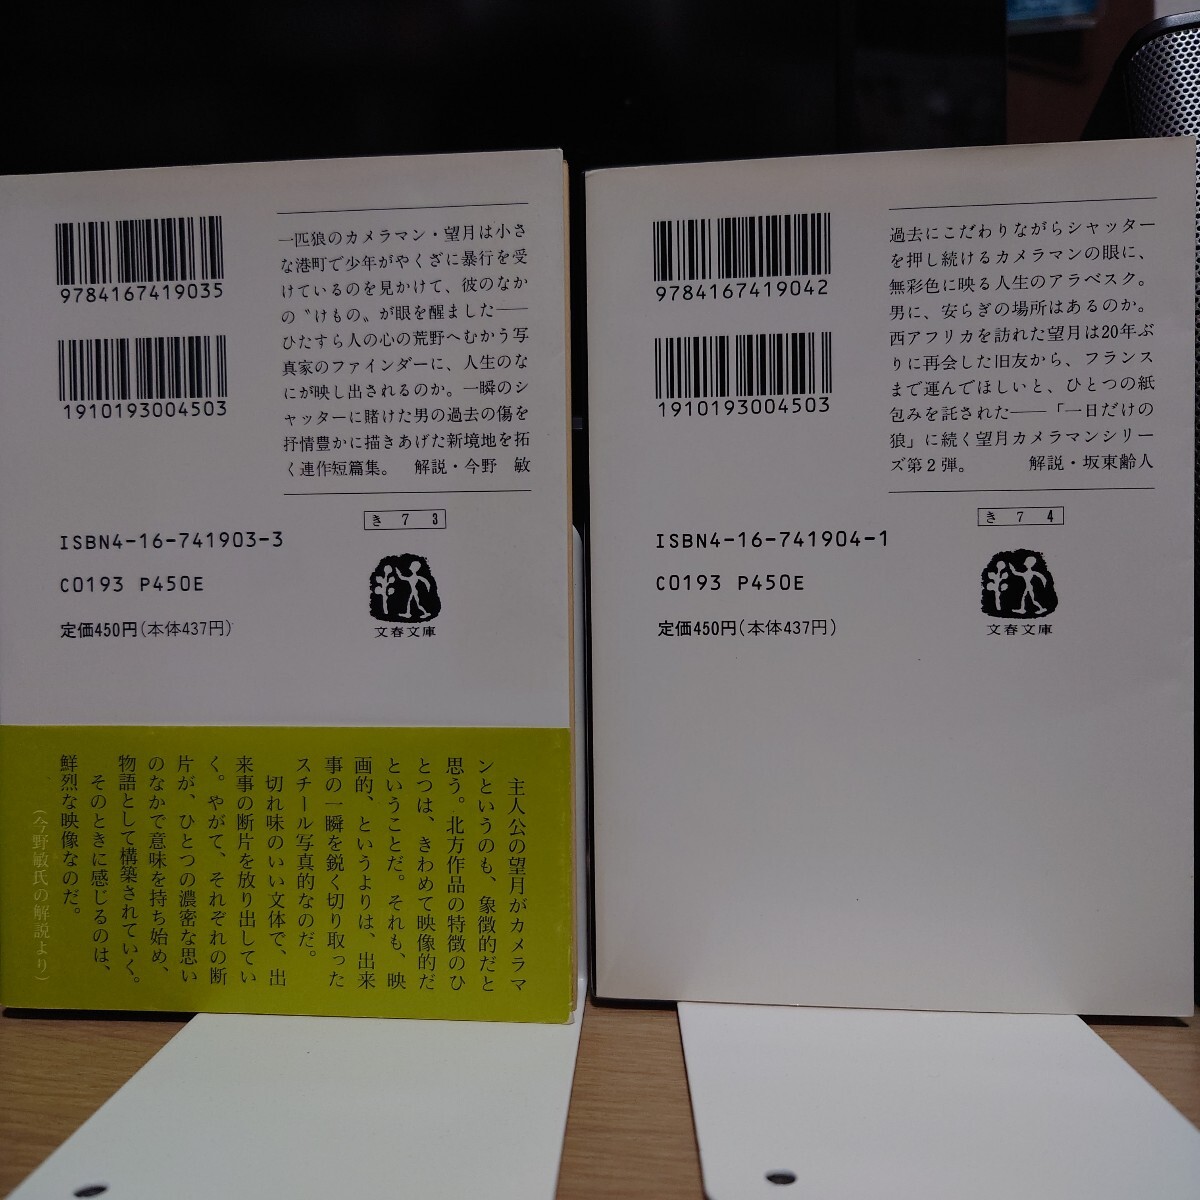 9784167419035
1910193004503
一匹狼のカメラマン・望月は小さ
な港町で少年がやくざに暴行を受
けているのを見かけて、彼のなか
の〝けもの〟が眼を醒ました──
ひたすら人の心の荒野へむかう写
真家のファインダーに、人生のな
にが映し出されるのか。一瞬のシ
ャッターに賭けた男の過去の傷を
抒情豊かに描きあげた新境地を拓
く連作短篇集。 解説・今野 敏
き 7 3
ISBN4-16-741903-3
C0193 P450E
定価450円(本体437円)
文春文庫
主人公の望月がカメラマ
ンというのも、象徴的だと
思う。北方作品の特徴のひ
とつは、きわめて映像的だ
ということだ。それも、映
画的、というよりは、出来
事の一瞬を鋭く切り取った
スチール写真的なのだ。
切れ味のいい文体で、出
来事の断片を放り出してい
く。やがて、それぞれの断
片が、ひとつの濃密な思い
のなかで意味を持ち始め、
物語として構築されていく。
そのときに感じるのは、
鮮烈な映像なのだ。
(今野敏氏の解説より)
9784167419042
1910193004503
過去にこだわりながらシャッター
を押し続けるカメラマンの眼に、
無彩色に映る人生のアラベスク。
男に、安らぎの場所はあるのか。
西アフリカを訪れた望月は20年ぶ
りに再会した旧友から、フランス
まで運んでほしいと、ひとつの紙
包みを託された──「一日だけの
狼」に続く望月カメラマンシリー
ズ第2弾。 解説・坂東齢人
き 7 4
ISBN4-16-741904-1
C0193 P450E
定価450円(本体437円)
文春文庫